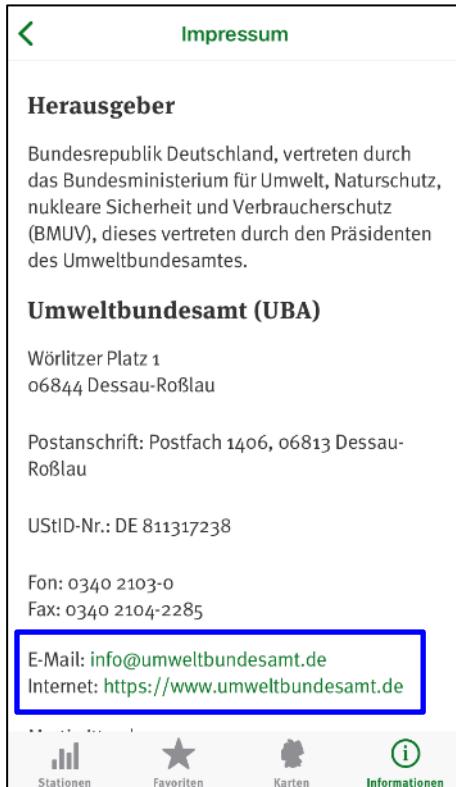 Impressum
Herausgeber
Bundesrepublik Deutschland, vertreten durch
das Bundesministerium für Umwelt, Naturschutz,
nukleare Sicherheit und Verbraucherschutz
(BMUV), dieses vertreten durch den Präsidenten
des Umweltbundesamtes.
Umweltbundesamt (UBA)
Wörlitzer Platz 1
06844 Dessau-Roßlau
Postanschrift: Postfach 1406, 06813 Dessau-
Roßlau
UStID-Nr.: DE 811317238
Fon: 0340 2103-0
Fax: 0340 2104-2285
E-Mail: info@umweltbundesamt.de
Internet: https://www.umweltbundesamt.de
Stationen Favoriten Karten Informationen